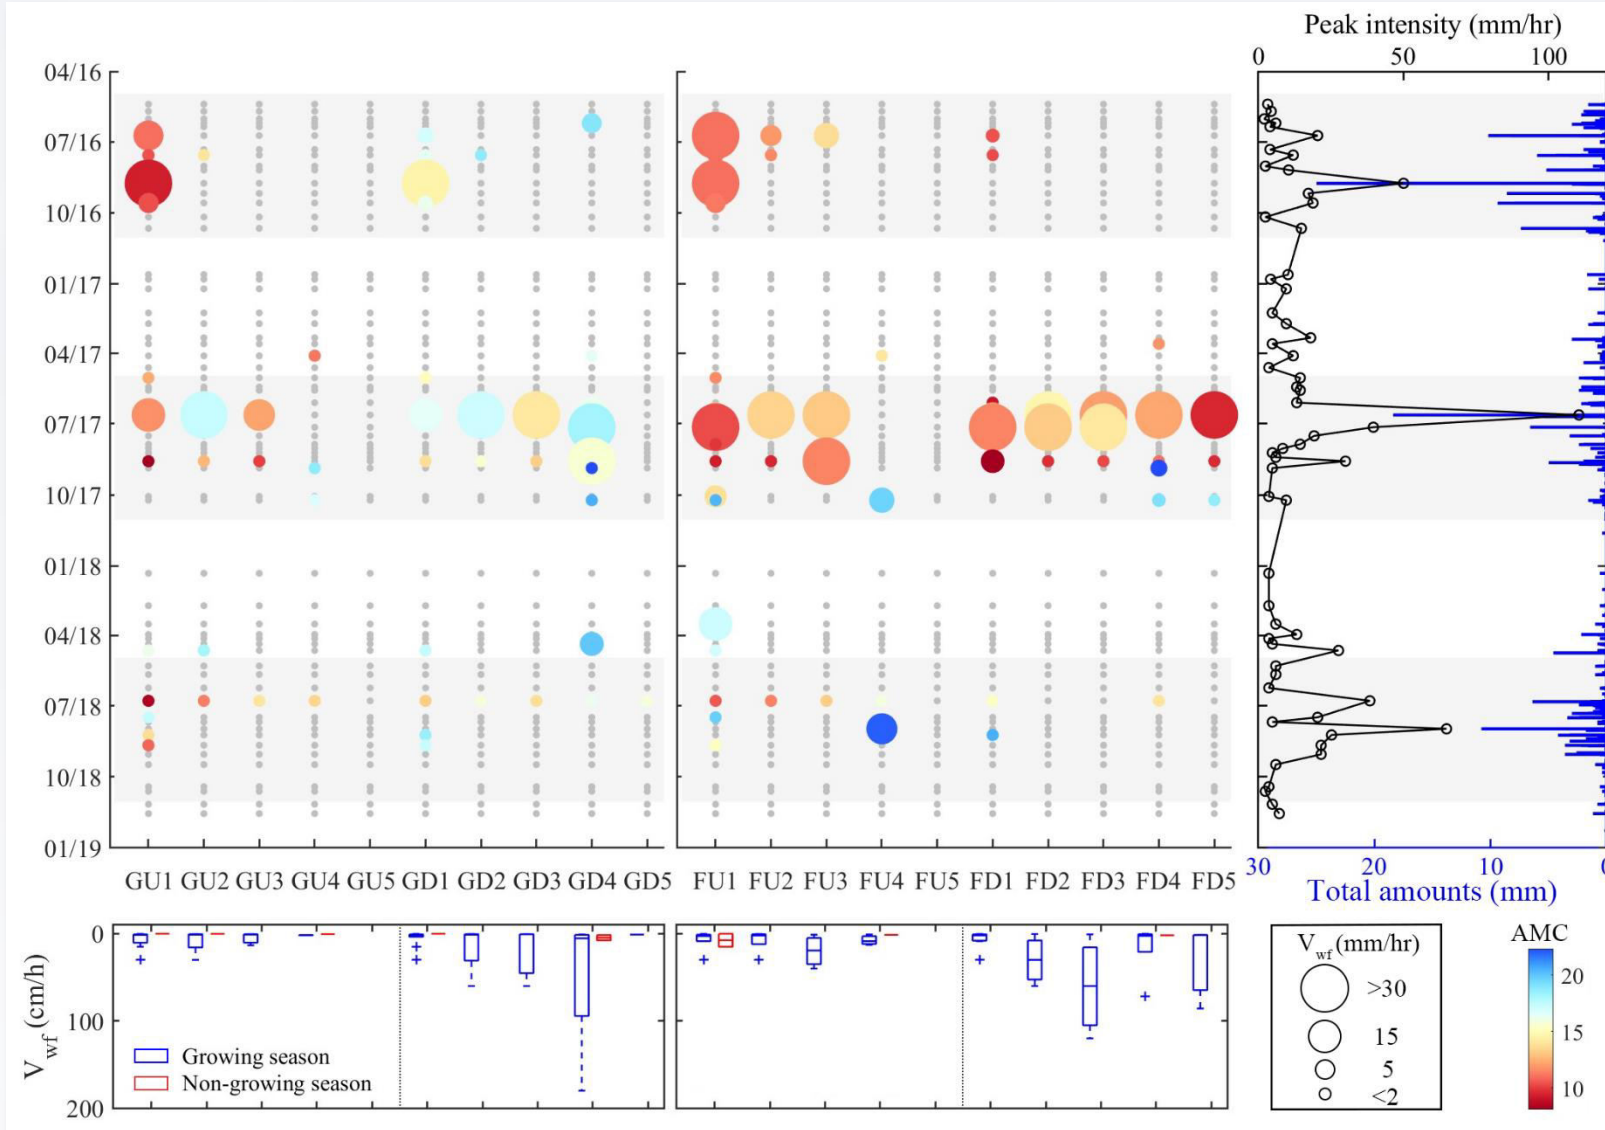 Peak intensity (mm/hr)
0 50 100
04/16
07/16
10/16
01/17
04/17
07/17
10/17
01/18
04/18
07/18
10/18
01/19
GU1 GU2 GU3 GU4 GU5 GD1 GD2 GD3 GD4 GD5 FU1 FU2 FU3 FU4 FU5 FD1 FD2 FD3 FD4 FD5
30 20 10
Total amounts (mm)
V wf (cm/h)
0
100
200
Growing season
Non-growing season
V wf (mm/hr)
>30
15
5
<2
AMC
20
15
10